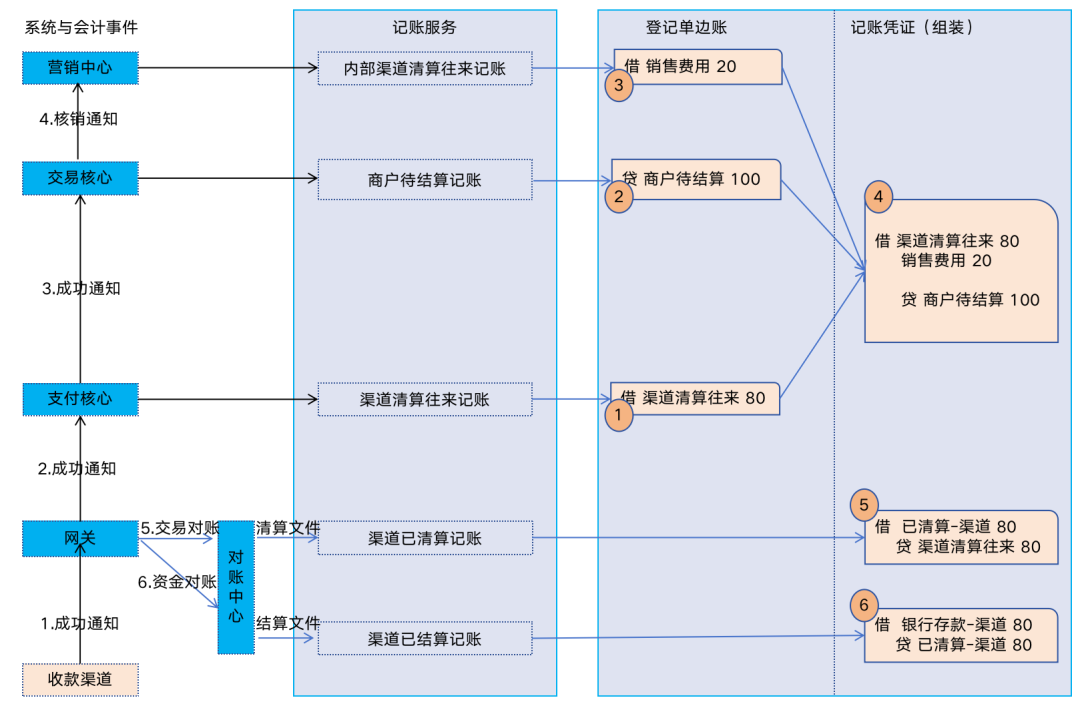 系统与会计事件
记账服务
登记单边账
记账凭证（组装）
营销中心
内部渠道清算往来记账
借 销售费用 20
3
4.核销通知
交易核心
商户待结算记账
贷 商户待结算 100
2
4
借 渠道清算往来 80
销售费用 20
贷 商户待结算 100
3.成功通知
支付核心
渠道清算往来记账
借 渠道清算往来 80
1
2.成功通知
网关
5.交易对账
清算文件
渠道已清算记账
5
借 已清算-渠道 80
贷 渠道清算往来 80
对账中心
6.资金对账
1.成功通知
结算文件
渠道已结算记账
6
借 银行存款-渠道 80
贷 已清算-渠道 80
收款渠道